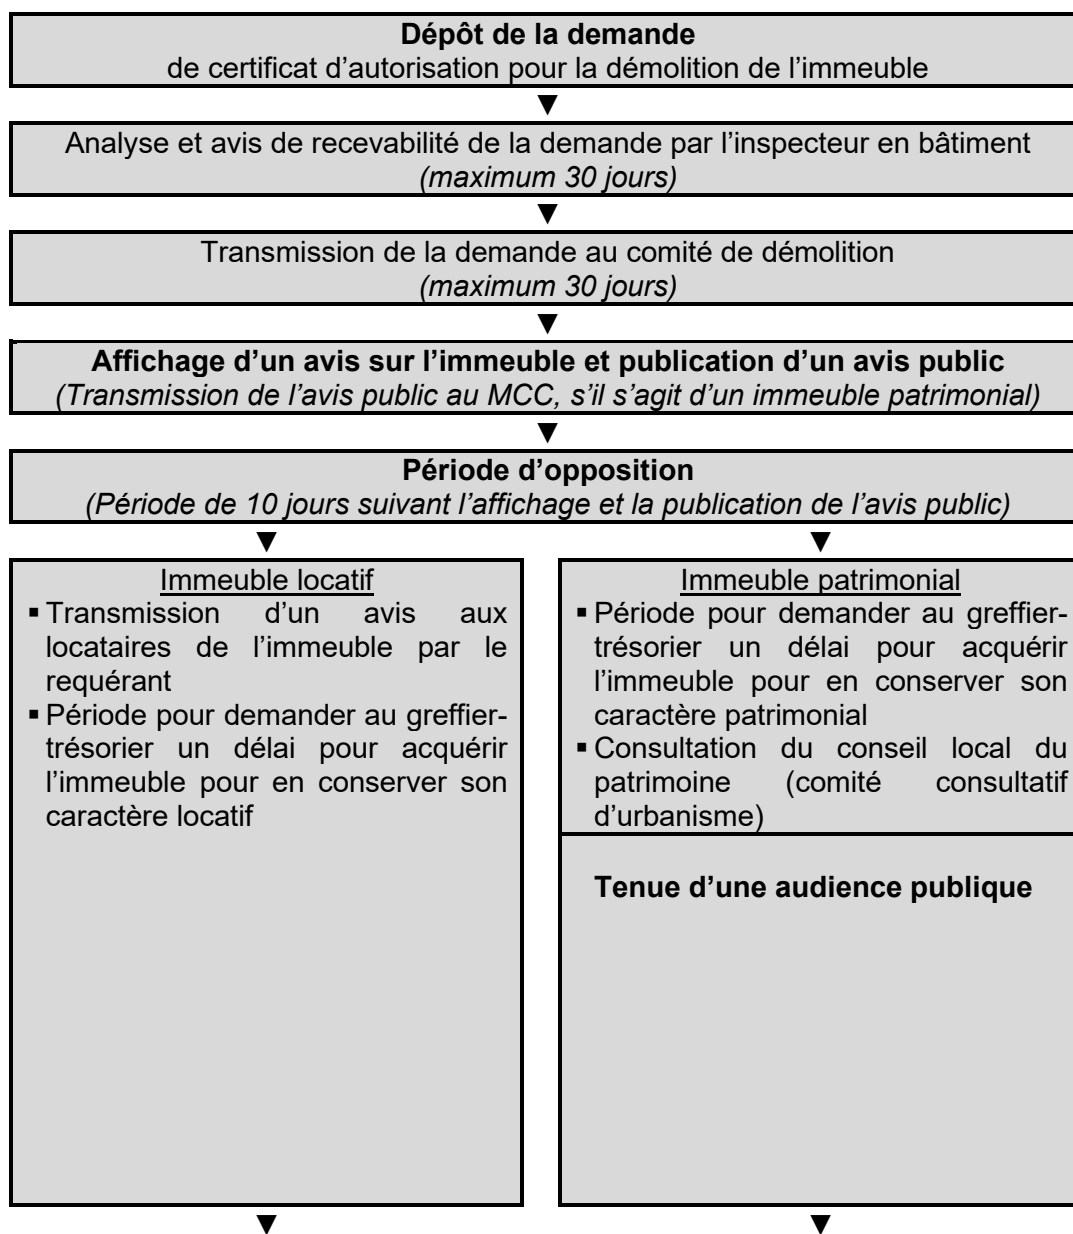 Dépôt de la demande
de certificat d’autorisation pour la démolition de l’immeuble
▼
Analyse et avis de recevabilité de la demande par l’inspecteur en bâtiment
(maximum 30 jours)
▼
Transmission de la demande au comité de démolition
(maximum 30 jours)
▼
Affichage d’un avis sur l’immeuble et publication d’un avis public
(Transmission de l’avis public au MCC, s’il s’agit d’un immeuble patrimonial)
▼
Période d’opposition
(Période de 10 jours suivant l’affichage et la publication de l’avis public)
▼
Immeuble locatif
▪ Transmission d’un avis aux
locataires de l’immeuble par le
requérant
▪ Période pour demander au greffier-
trésorier un délai pour acquérir
l’immeuble pour en conserver son
caractère locatif
▼
▼
Immeuble patrimonial
▪ Période pour demander au greffier-
trésorier un délai pour acquérir
l’immeuble pour en conserver son
caractère patrimonial
▪ Consultation du conseil local du
patrimoine (comité consultatif
d’urbanisme)
Tenue d’une audience publique
▼